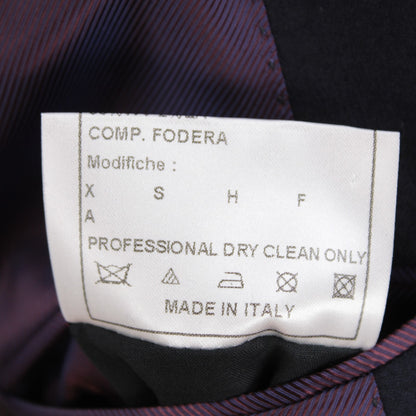 COMP. FODERA
Modifiche :
X S H F
A
PROFESSIONAL DRY CLEAN ONLY
MADE IN ITALY